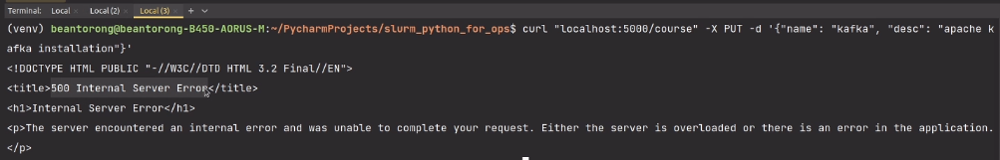 Terminal: Local × Local (2) × Local (3) × + ∨
(venv) beantorong@beantorong-B450-AORUS-M:~/PycharmProjects/slurm_python_for_ops$ curl "localhost:5000/course" -X PUT -d '{"name": "kafka", "desc": "apache k
afka installation"}'
<!DOCTYPE HTML PUBLIC "-//W3C//DTD HTML 3.2 Final//EN">
<title>500 Internal Server Error</title>
<h1>Internal Server Error</h1>
<p>The server encountered an internal error and was unable to complete your request. Either the server is overloaded or there is an error in the application.
</p>